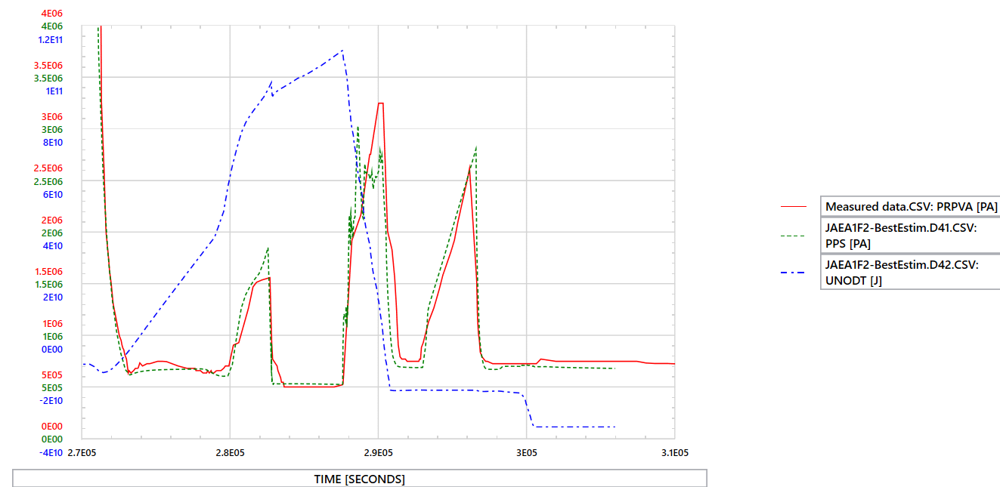 4E06
4E06
1.2E11
3.5E06
3.5E06
1E11
3E06
3E06
8E10
2.5E06
2.5E06
6E10
2E06
2E06
4E10
1.5E06
1.5E06
2E10
1E06
1E06
0E00
5E05
5E05
-2E10
0E00
0E00
-4E10
2.7E05
2.8E05
2.9E05
3E05
3.1E05
TIME [SECONDS]
Measured data.CSV: PRPVA [PA]
JAEA1F2-BestEstim.D41.CSV:
PPS [PA]
JAEA1F2-BestEstim.D42.CSV:
UNODT [J]